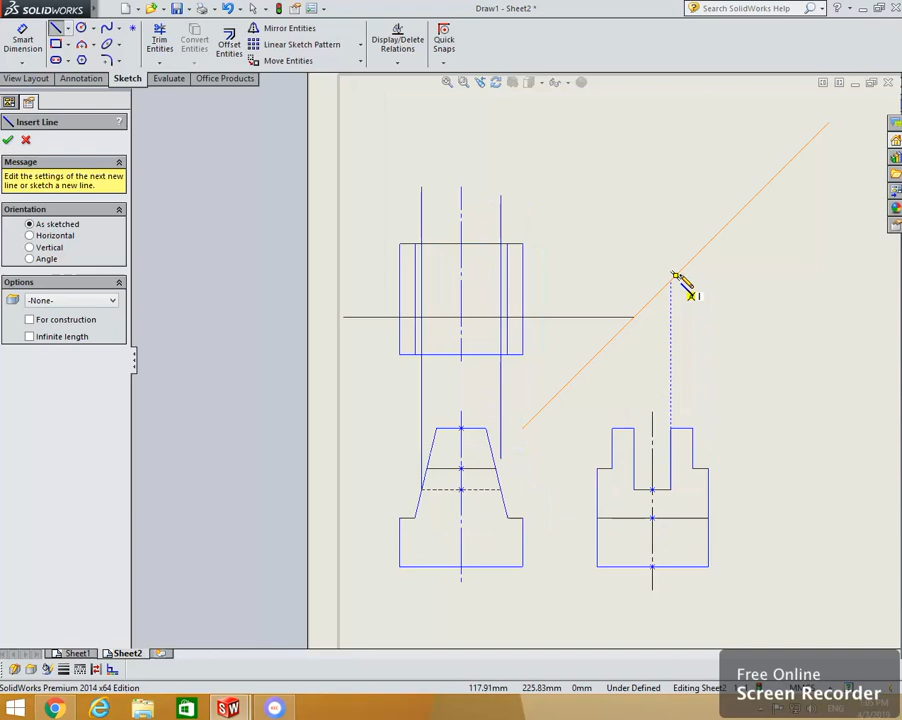 SOLIDWORKS
Draw1 - Sheet2 *
Search SolidWorks Help
Smart Dimension
Trim Entities
Convert Entities
Offset Entities
Mirror Entities
Linear Sketch Pattern
Move Entities
Display/Delete Relations
Quick Snaps
View Layout
Annotation
Sketch
Evaluate
Office Products
Insert Line
?
Message
Edit the settings of the next new
line or sketch a new line.
Orientation
As sketched
Horizontal
Vertical
Angle
Options
-None-
For construction
Infinite length
Sheet1
Sheet2
SolidWorks Premium 2014 x64 Edition
117.91mm
225.83mm
0mm
Under Defined
Editing Sheet2
Free Online
Screen Recorder